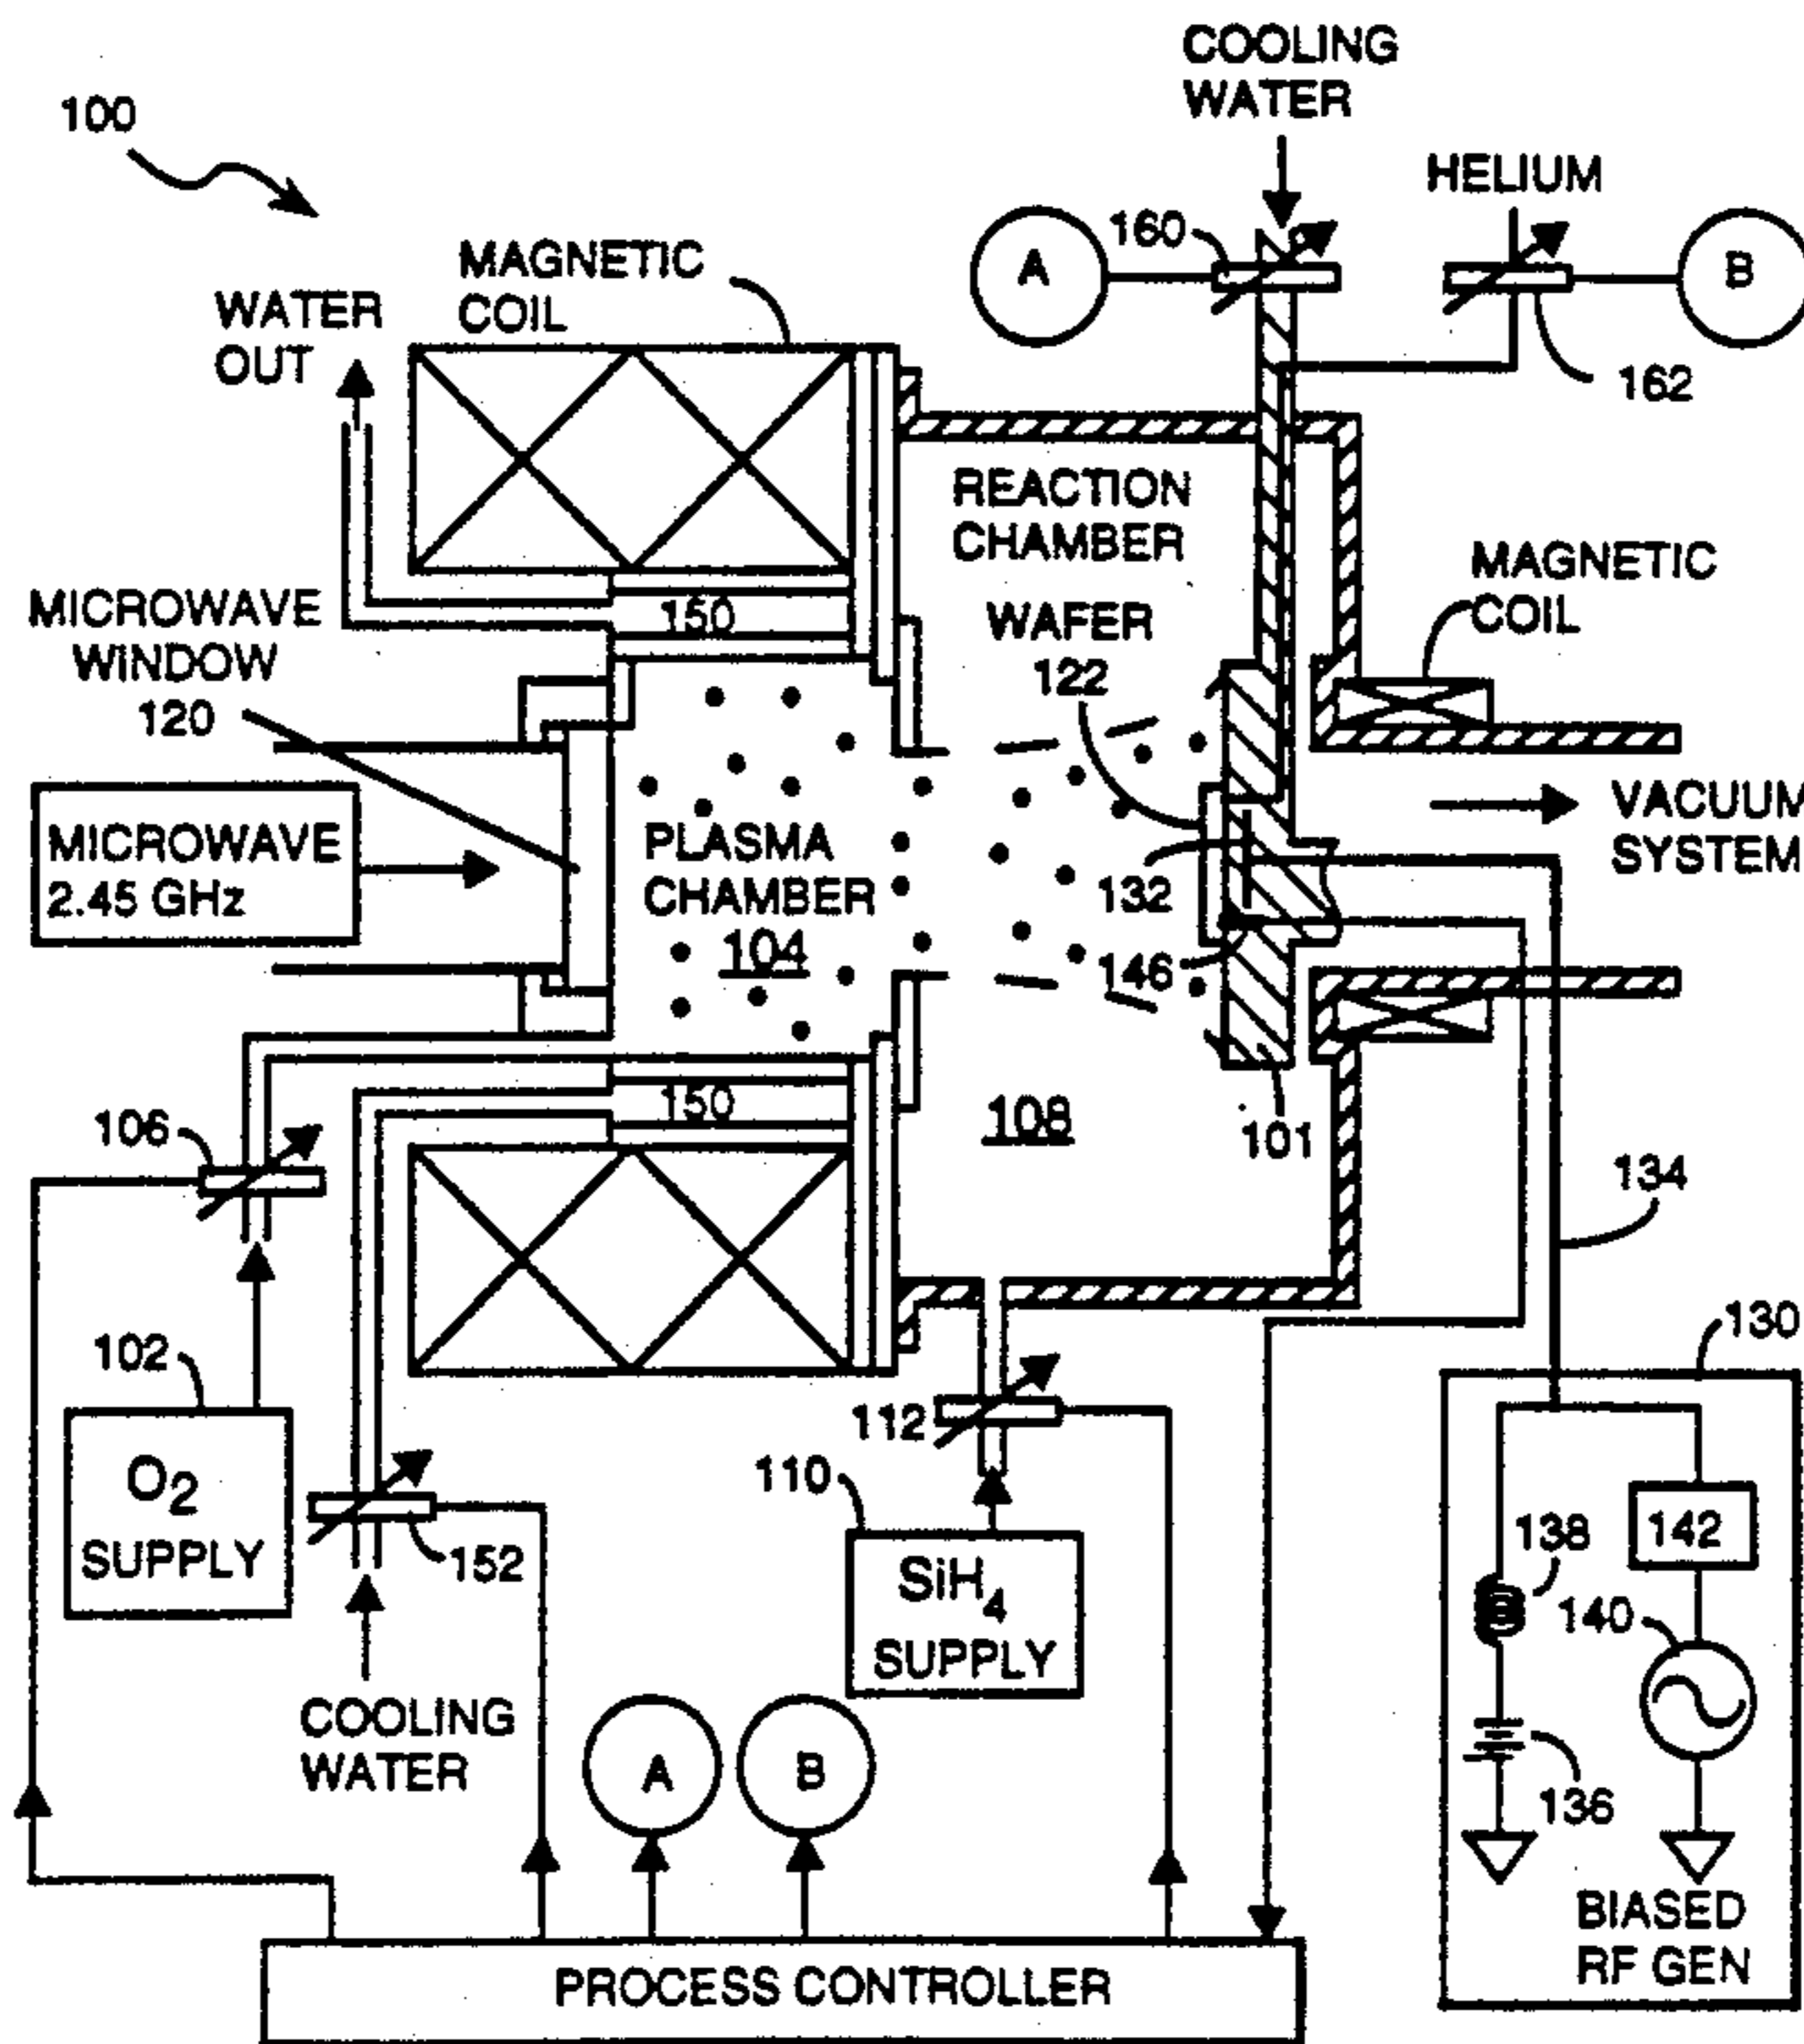 COOLING
WATER
100
HELIUM
A
160
B
MAGNETIC
COIL
WATER
OUT
162
REACTION
CHAMBER
MAGNETIC
COIL
MICROWAVE
WINDOW
120
150
WAFER
122
VACUUM
SYSTEM
MICROWAVE
2.45 GHz
PLASMA
CHAMBER
104
132
146
106
150
108
101
134
102
130
112
O2
SUPPLY
110
152
138
142
SiH4
SUPPLY
140
COOLING
WATER
A
B
136
BIASED
RF GEN
PROCESS CONTROLLER